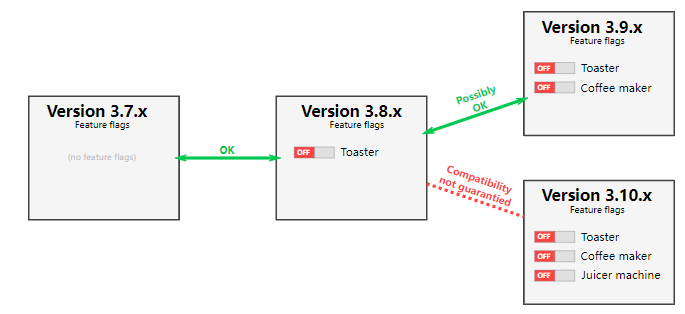 Version 3.7.x
Feature flags
(no feature flags)
OK
Version 3.8.x
Feature flags
OFF Toaster
Possibly
OK
Version 3.9.x
Feature flags
OFF Toaster
OFF Coffee maker
Compatibility
not guarantied
Version 3.10.x
Feature flags
OFF Toaster
OFF Coffee maker
OFF Juicer machine